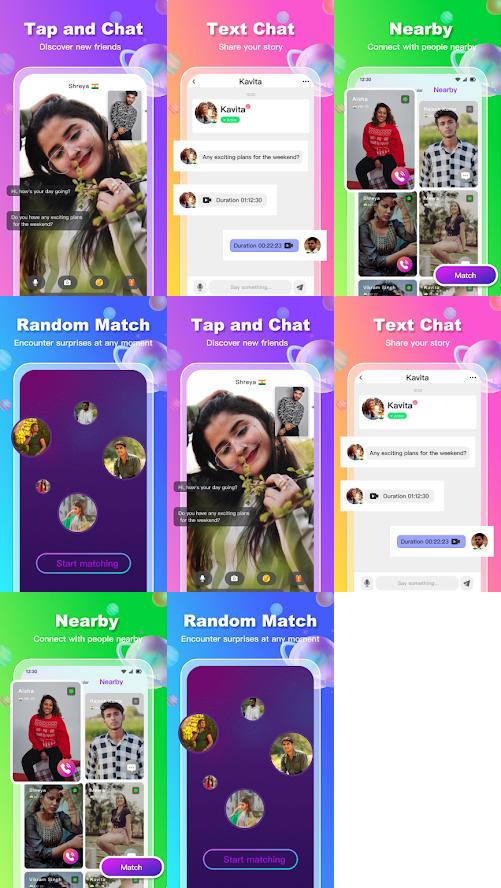 Tap and Chat
Discover new friends
Shreya
Hi, how's your day going?
Do you have any exciting plans
for the weekend?
Text Chat
Share your story
Kavita
Kavita
Active
Any exciting plans for the weekend?
Duration 01:12:30
Duration 00:22:23
Say something...
Nearby
Connect with people nearby
12:30
Nearby
Aisha
Shreya
Meera
Vikram Singh
Match
Random Match
Encounter surprises at any moment
Start matching
Tap and Chat
Discover new friends
Shreya
Hi, how's your day going?
Do you have any exciting plans
for the weekend?
Text Chat
Share your story
Kavita
Kavita
Active
Any exciting plans for the weekend?
Duration 01:12:30
Duration 00:22:23
Say something...
Nearby
Connect with people nearby
12:30
Nearby
Aisha
Shreya
Meera
Vikram Singh
Match
Random Match
Encounter surprises at any moment
Start matching